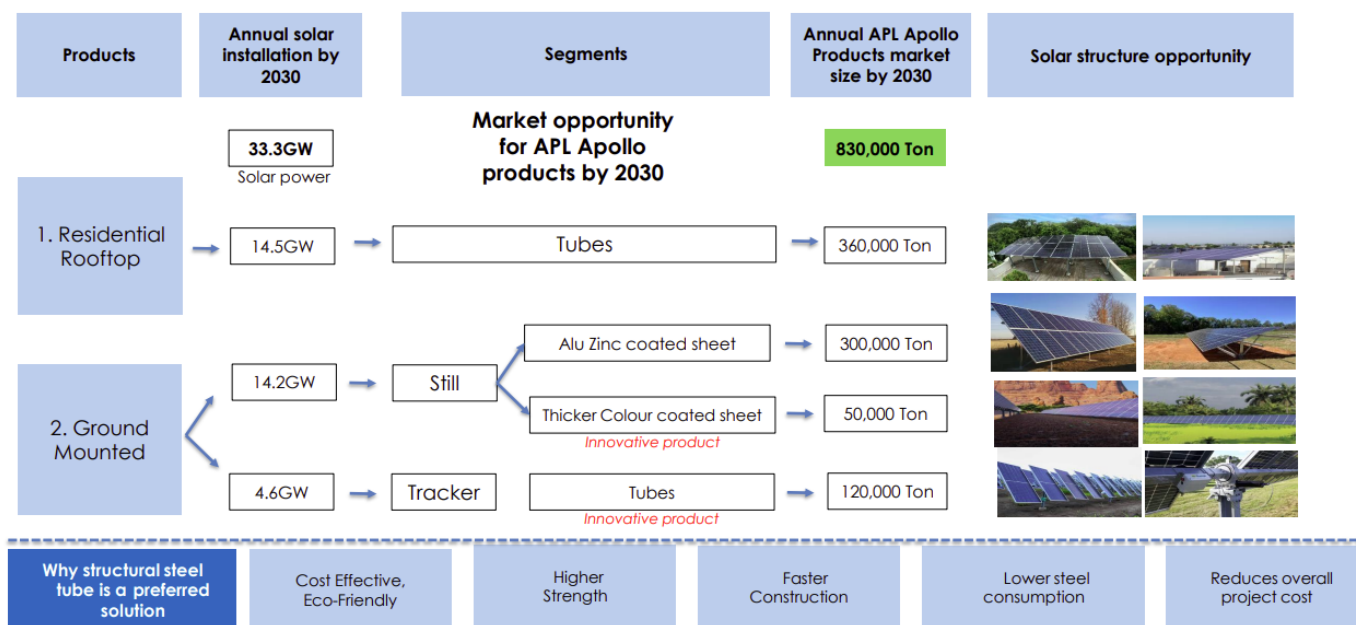 Products
Annual solar
installation by
2030
Segments
Annual APL Apollo
Products market
size by 2030
Solar structure opportunity
33.3GW
Solar power
Market opportunity
for APL Apollo
products by 2030
830,000 Ton
1. Residential
Rooftop
14.5GW
Tubes
360,000 Ton
2. Ground
Mounted
14.2GW
Still
Alu Zinc coated sheet
300,000 Ton
Thicker Colour coated sheet
Innovative product
50,000 Ton
4.6GW
Tracker
Tubes
Innovative product
120,000 Ton
Why structural steel
tube is a preferred
solution
Cost Effective,
Eco-Friendly
Higher
Strength
Faster
Construction
Lower steel
consumption
Reduces overall
project cost